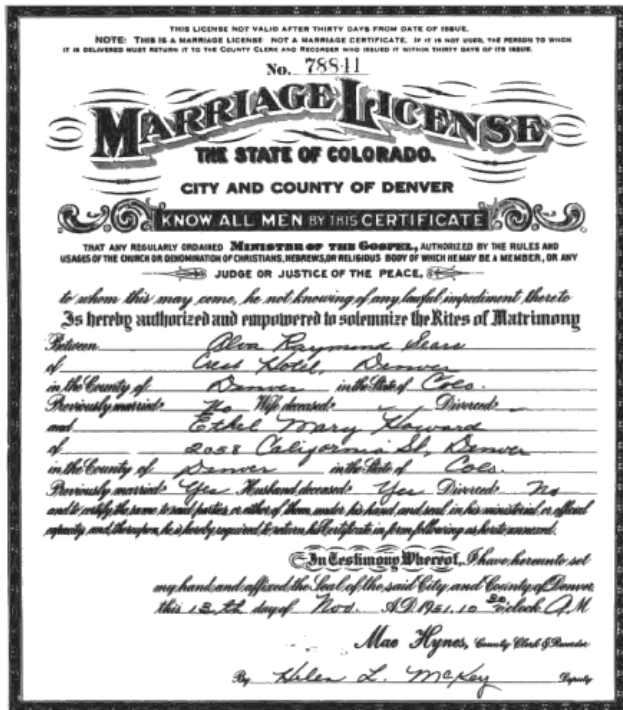 THIS LICENSE NOT VALID AFTER THIRTY DAYS FROM DATE OF ISSUE.
NOTE: THIS IS A MARRIAGE LICENSE NOT A MARRIAGE CERTIFICATE. IF IT IS NOT USED, THE PERSON TO WHOM
IT IS DELIVERED MUST RETURN IT TO THE COUNTY CLERK AND RECORDER WHO ISSUED IT WITHIN THIRTY DAYS OF ITS ISSUE.
No. 78841
MARRIAGE LICENSE
THE STATE OF COLORADO.
CITY AND COUNTY OF DENVER
KNOW ALL MEN BY THIS CERTIFICATE
THAT ANY REGULARLY ORDAINED MINISTER OF THE GOSPEL, AUTHORIZED BY THE RULES AND
USAGES OF THE CHURCH OR DENOMINATION OF CHRISTIANS, HEBREWS, OR RELIGIOUS BODY OF WHICH HE MAY BE A MEMBER, OR ANY
JUDGE OR JUSTICE OF THE PEACE,
to whom this may come, he not knowing of any lawful impediment thereto
Is hereby authorized and empowered to solemnize the Rites of Matrimony
Between Alva Raymond Sears
of Cress Hotel, Denver
in the County of Denver in the State of Colo.
Previously married: No Wife deceased: Divorced:
and Ethel Mary Howard
of 2058 California St, Denver
in the County of Denver in the State of Colo.
Previously married: Yes Husband deceased: Yes Divorced: No
and to certify the same to said parties, or either of them, under his hand, and seal in his ministerial or official
capacity, and thereupon, he is hereby required to return his Certificate in form following as hereto annexed.
In Testimony Whereof, I have hereunto set
my hand and affixed the Seal of the said City and County of Denver,
this 13th day of Nov. A.D. 1951, 10 30 o'clock A.M
Mae Hynes, County Clerk & Recorder
By Helen L. McKey Deputy